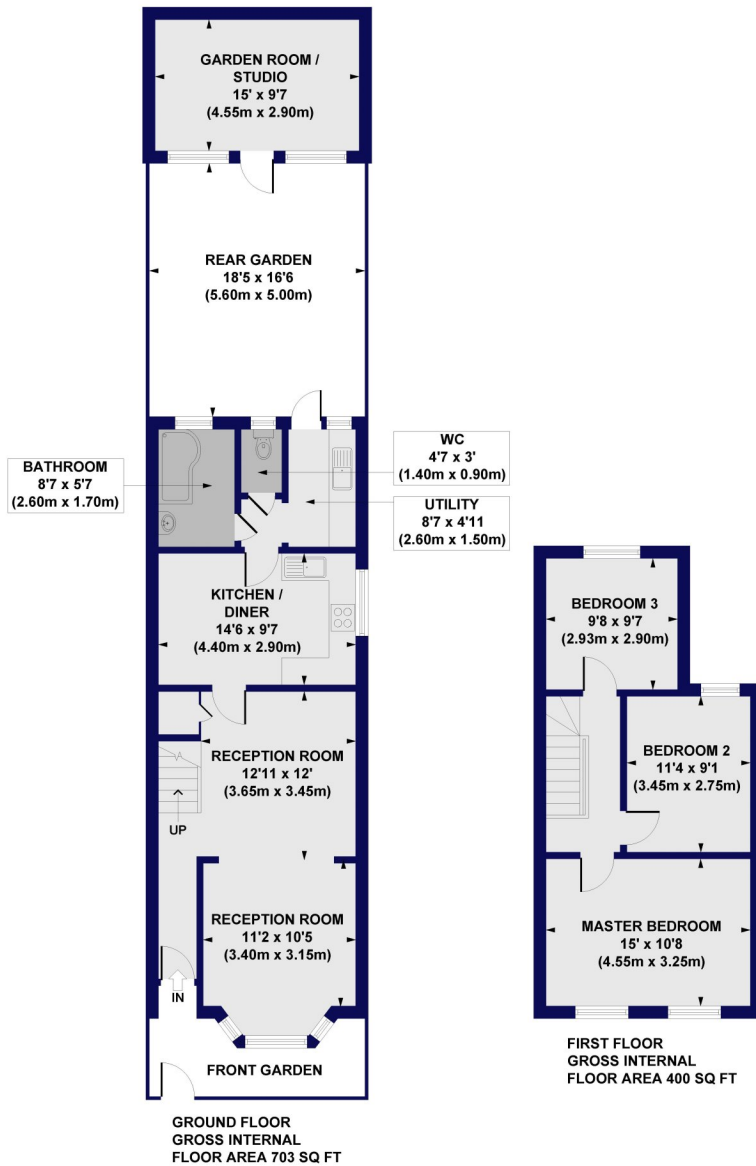 GARDEN ROOM /
STUDIO
15' x 9'7
(4.55m x 2.90m)
REAR GARDEN
18'5 x 16'6
(5.60m x 5.00m)
BATHROOM
8'7 x 5'7
(2.60m x 1.70m)
WC
4'7 x 3'
(1.40m x 0.90m)
UTILITY
8'7 x 4'11
(2.60m x 1.50m)
KITCHEN /
DINER
14'6 x 9'7
(4.40m x 2.90m)
RECEPTION ROOM
12'11 x 12'
(3.65m x 3.45m)
UP
RECEPTION ROOM
11'2 x 10'5
(3.40m x 3.15m)
IN
FRONT GARDEN
GROUND FLOOR
GROSS INTERNAL
FLOOR AREA 703 SQ FT
BEDROOM 3
9'8 x 9'7
(2.93m x 2.90m)
BEDROOM 2
11'4 x 9'1
(3.45m x 2.75m)
MASTER BEDROOM
15' x 10'8
(4.55m x 3.25m)
FIRST FLOOR
GROSS INTERNAL
FLOOR AREA 400 SQ FT